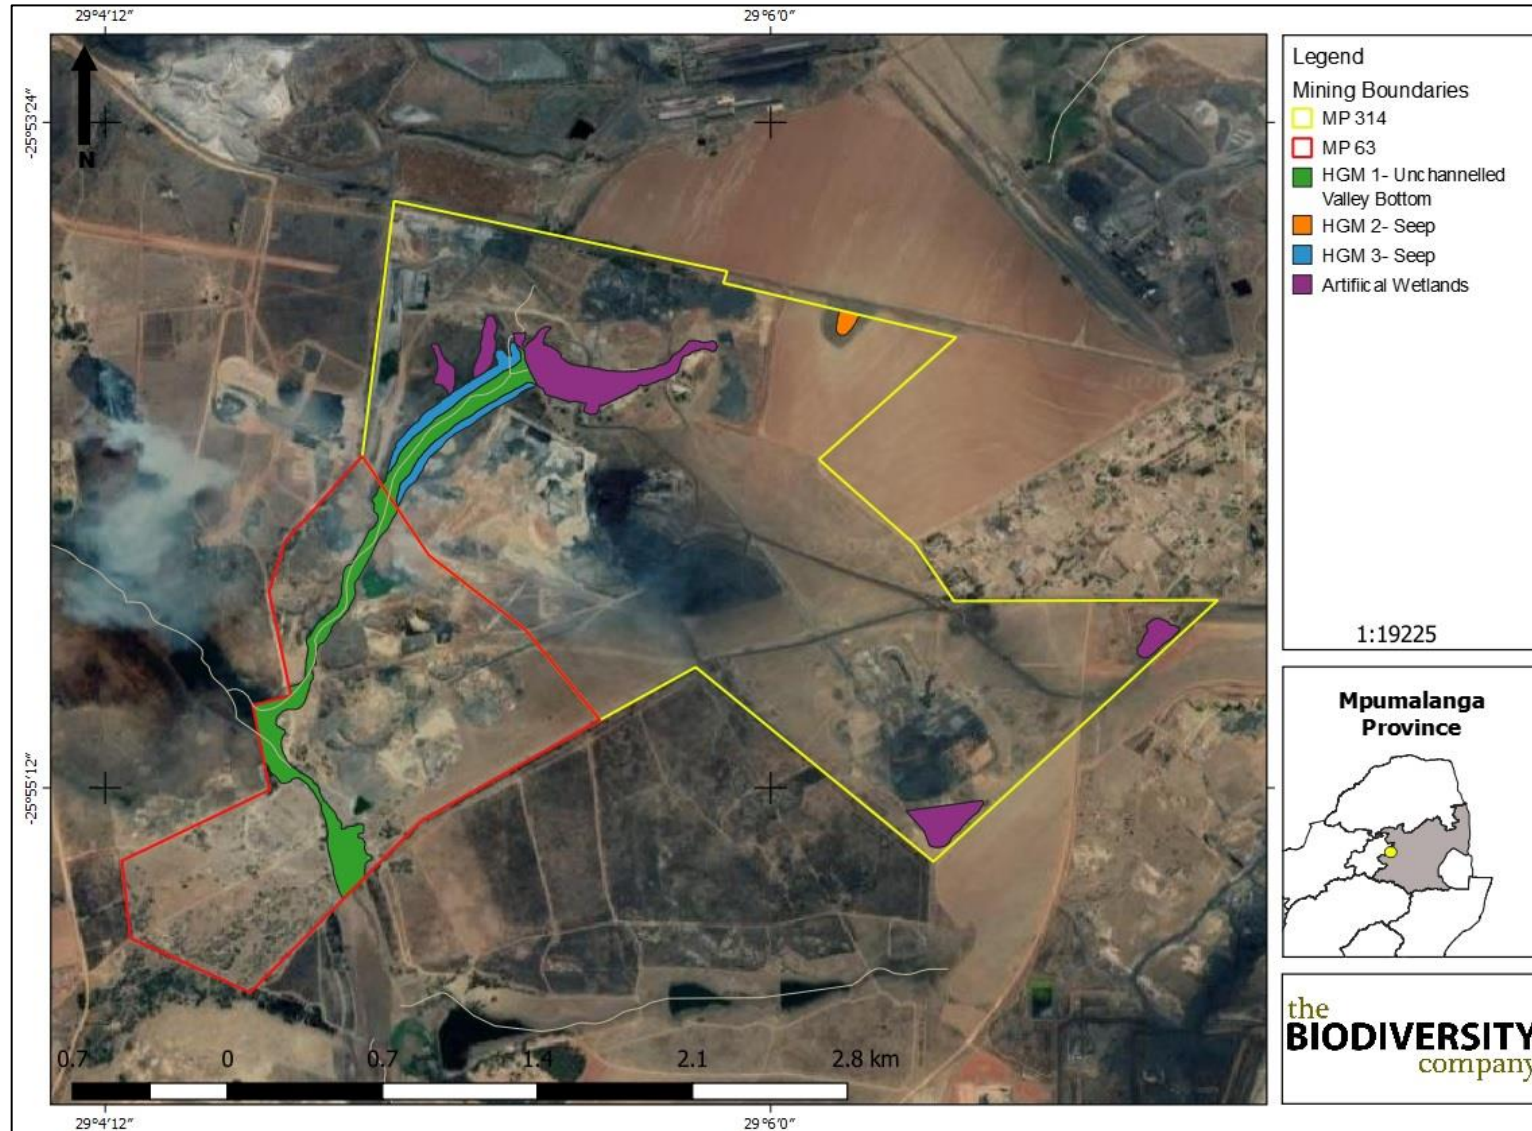 29°4'12" 29°6'0"
-25°53'24"
-25°55'12"
N
0.7 0 0.7 1.4 2.1 2.8 km
29°4'12" 29°6'0"
Legend
Mining Boundaries
MP 314
MP 63
HGM 1- Unchannelled
Valley Bottom
HGM 2- Seep
HGM 3- Seep
Artifiical Wetlands
1:19225
Mpumalanga
Province
the
BIODIVERSITY
company